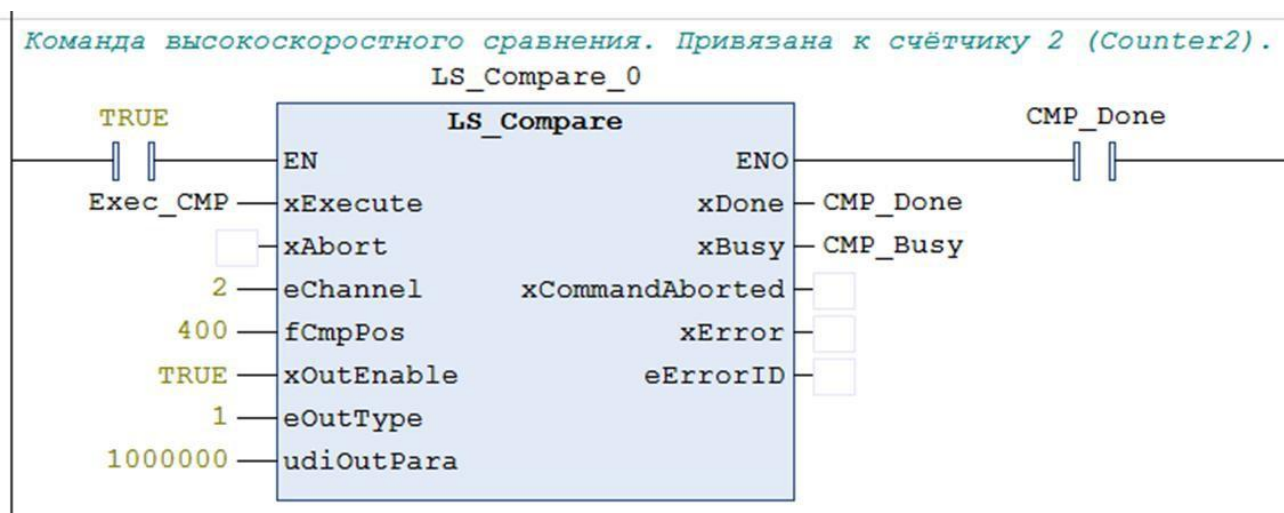 Команда высокоскоростного сравнения. Привязана к счётчику 2 (Counter2).
LS_Compare_0
TRUE LS_Compare CMP_Done
EN ENO
Exec_CMP xExecute xDone CMP_Done
xAbort xBusy CMP_Busy
2 eChannel xCommandAborted
400 fCmpPos xError
TRUE xOutEnable eErrorID
1 eOutType
1000000 udiOutPara